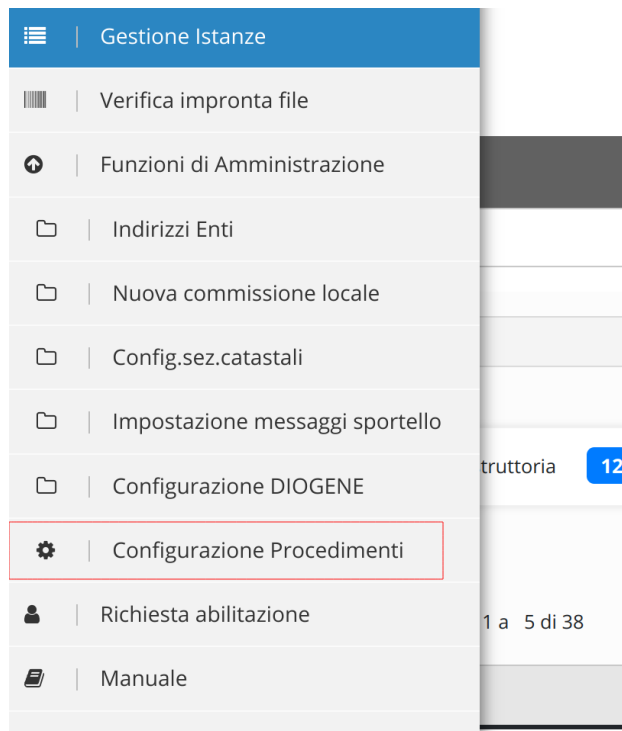 Gestione Istanze
Verifica impronta file
Funzioni di Amministrazione
Indirizzi Enti
Nuova commissione locale
Config.sez.catastali
Impostazione messaggi sportello
Configurazione DIOGENE
truttoria 12
Configurazione Procedimenti
Richiesta abilitazione
1 a 5 di 38
Manuale